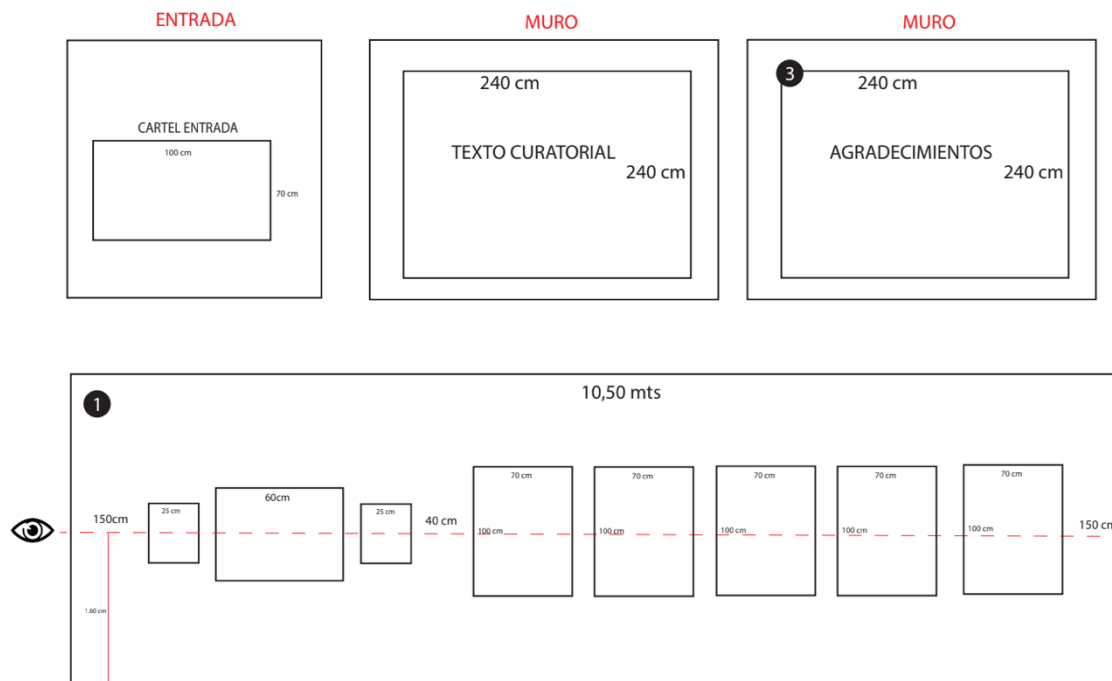 ENTRADA
MURO
MURO
CARTEL ENTRADA
100 cm
70 cm
240 cm
TEXTO CURATORIAL
240 cm
3
240 cm
AGRADECIMIENTOS
240 cm
1
10,50 mts
150cm
25 cm
60cm
25 cm
40 cm
70 cm
100 cm
70 cm
100 cm
70 cm
100 cm
70 cm
100 cm
70 cm
100 cm
150 cm
1.60 cm